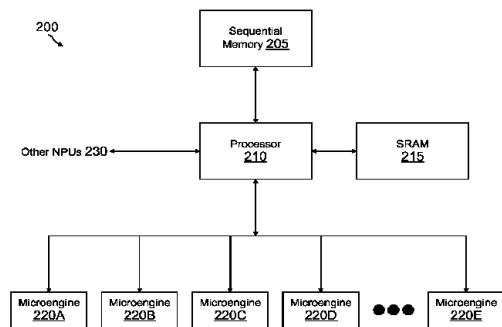 200
Sequential
Memory 205
Other NPUs 230
Processor
210
SRAM
215
Microengine
220A
Microengine
220B
Microengine
220C
Microengine
220D
Microengine
220E